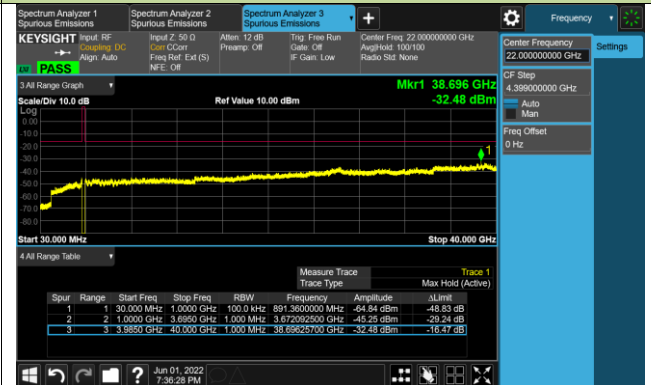 Spectrum Analyzer 1
Spurious Emissions
Spectrum Analyzer 2
Spurious Emissions
Spectrum Analyzer 3
Spurious Emissions
Frequency
KEYSIGHT
PASS
Input: RF
Coupling: DC
Align: Auto
Input Z: 50 Ω
Corr CCorr
Freq Ref: Ext (S)
NFE: Off
Atten: 12 dB
Preamp: Off
Trig: Free Run
Gate: Off
IF Gain: Low
Center Freq: 22.000000000 GHz
Avg|Hold: 100/100
Radio Std: None
Center Frequency
22.000000000 GHz
Settings
CF Step
4.399000000 GHz
Auto
Man
Freq Offset
0 Hz
3 All Range Graph
Mkr1 38.696 GHz
-32.48 dBm
Scale/Div 10.0 dB
Ref Value 10.00 dBm
Log
0.00
-10.0
-20.0
-30.0
-40.0
-50.0
-60.0
-70.0
-80.0
1
Start 30.000 MHz
Stop 40.000 GHz
4 All Range Table
Measure Trace Trace 1
Trace Type Max Hold (Active)
Spur Range Start Freq Stop Freq RBW Frequency Amplitude ΔLimit
1 1 30.000 MHz 1.0000 GHz 100.0 kHz 891.3600000 MHz -64.84 dBm -48.83 dB
2 2 1.0000 GHz 3.6950 GHz 1.000 MHz 3.672092500 GHz -45.25 dBm -29.24 dB
3 3 3.9850 GHz 40.000 GHz 1.000 MHz 38.69625700 GHz -32.48 dBm -16.47 dB
?
Jun 01, 2022
7:36:28 PM